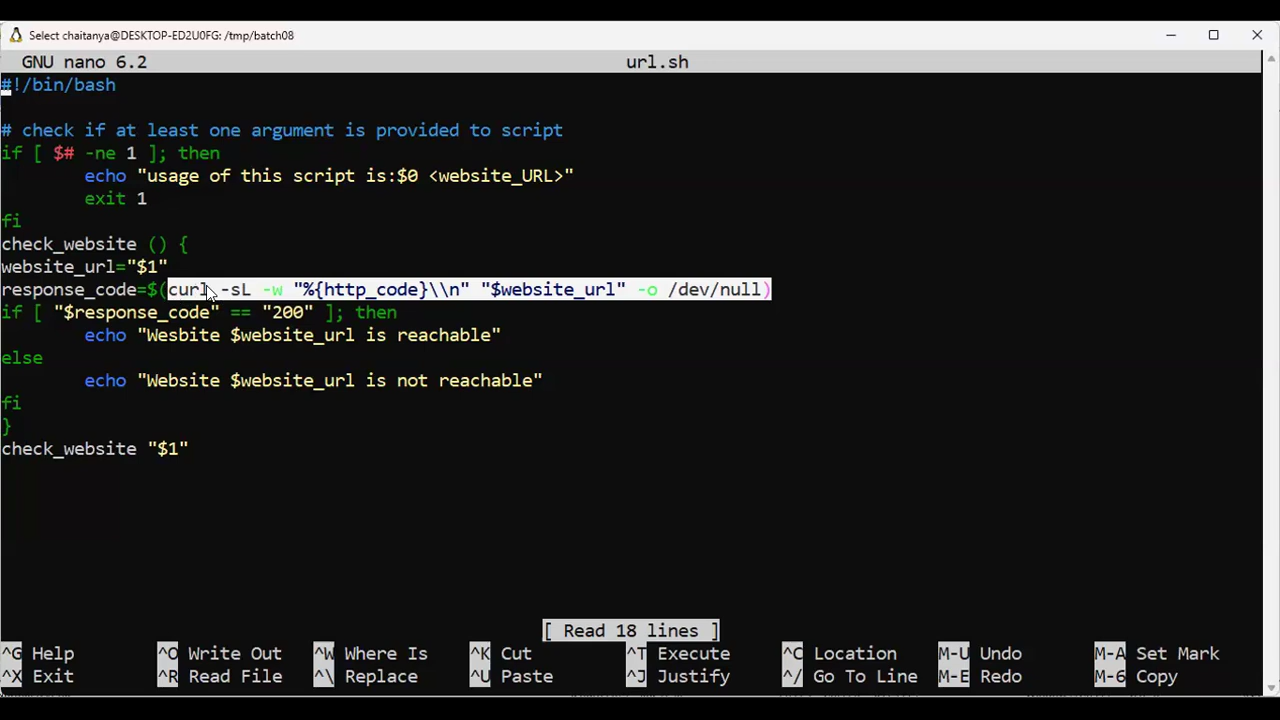 Select chaitanya@DESKTOP-ED2U0FG: /tmp/batch08
GNU nano 6.2 url.sh
#!/bin/bash
# check if at least one argument is provided to script
if [ $# -ne 1 ]; then
echo "usage of this script is:$0 <website_URL>"
exit 1
fi
check_website () {
website_url="$1"
response_code=$(curl -sL -w "%{http_code}\\n" "$website_url" -o /dev/null)
if [ "$response_code" == "200" ]; then
echo "Wesbite $website_url is reachable"
else
echo "Website $website_url is not reachable"
fi
}
check_website "$1"
[ Read 18 lines ]
^G Help ^O Write Out ^W Where Is ^K Cut ^T Execute ^C Location M-U Undo M-A Set Mark
^X Exit ^R Read File ^\ Replace ^U Paste ^J Justify ^/ Go To Line M-E Redo M-6 Copy